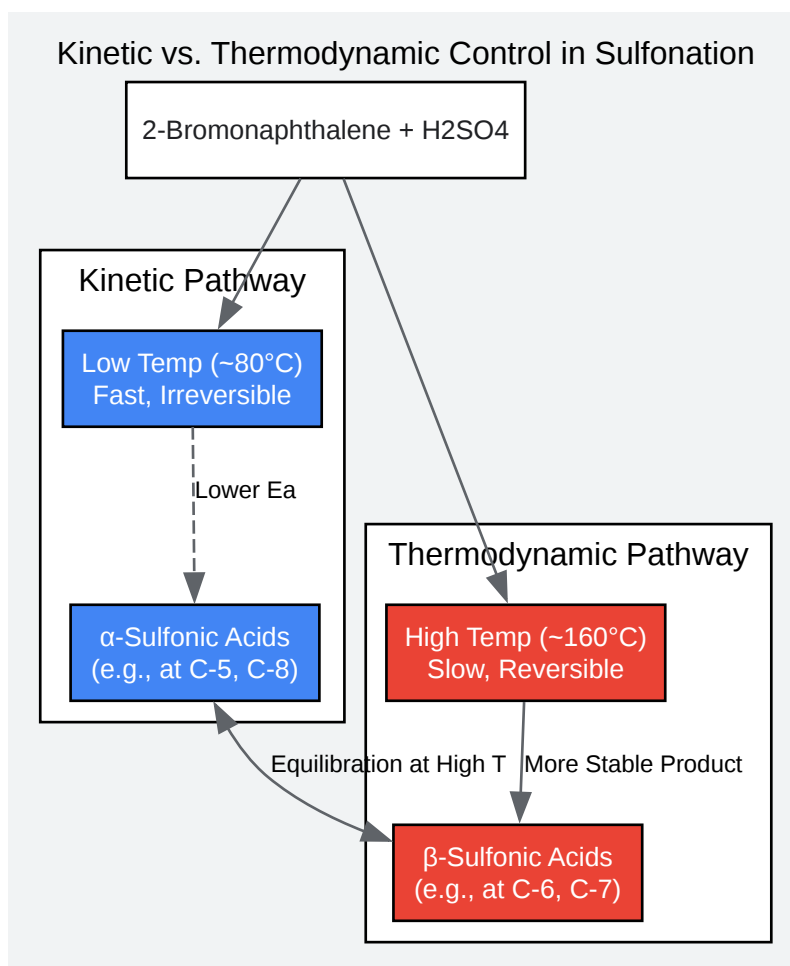 Kinetic vs. Thermodynamic Control in Sulfonation
2-Bromonaphthalene + H2SO4
Kinetic Pathway
Low Temp (~80°C)
Fast, Irreversible
Lower Ea
α-Sulfonic Acids
(e.g., at C-5, C-8)
Thermodynamic Pathway
High Temp (~160°C)
Slow, Reversible
Equilibration at High T
More Stable Product
β-Sulfonic Acids
(e.g., at C-6, C-7)